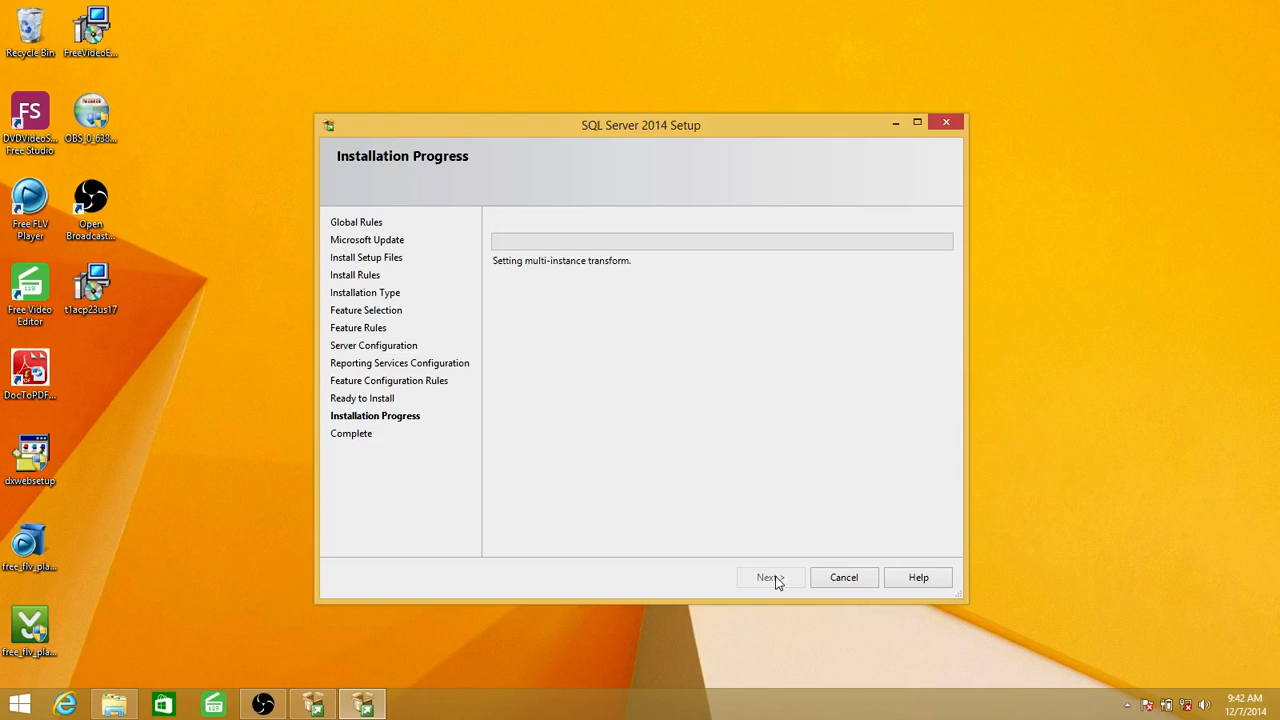 Recycle Bin
FreeVideoE...
FS
DVDVideoS...
Free Studio
OBS_0_638...
Free FLV
Player
Open
Broadcast...
Free Video
Editor
t1acp23us17
DocToPDF...
dxwebsetup
free_flv_pla...
free_flv_pla...
SQL Server 2014 Setup
Installation Progress
Global Rules
Microsoft Update
Install Setup Files
Install Rules
Installation Type
Feature Selection
Feature Rules
Server Configuration
Reporting Services Configuration
Feature Configuration Rules
Ready to Install
Installation Progress
Complete
Setting multi-instance transform.
Next >
Cancel
Help
9:42 AM
12/7/2014